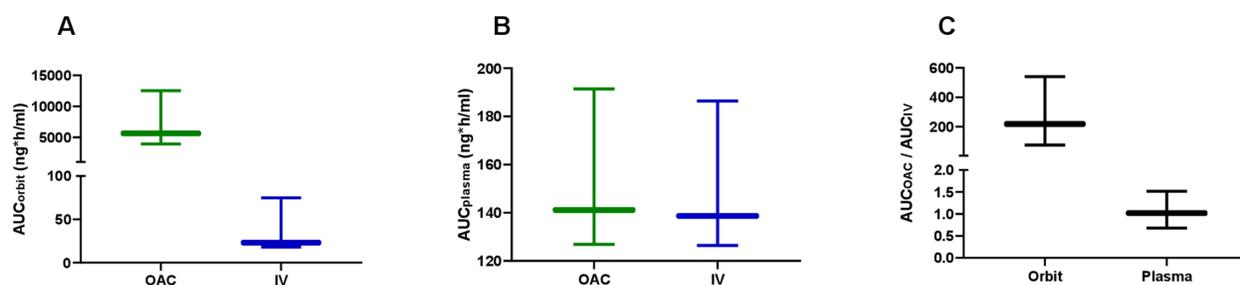 A
AUCorbit (ng*h/ml)
15000
10000
5000
100
50
0
OAC
IV
B
AUCplasma (ng*h/ml)
200
180
160
140
120
OAC
IV
C
AUCOAC / AUCIV
600
400
200
2.0
1.5
1.0
0.5
0.0
Orbit
Plasma